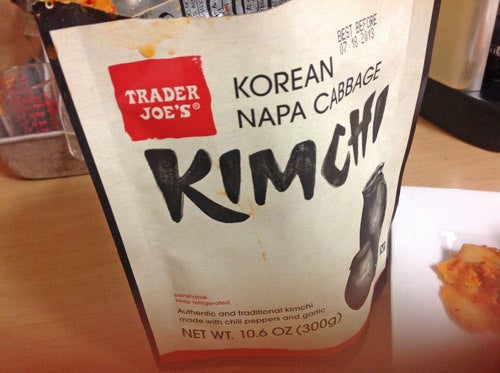 BEST BEFORE
07 18 2013
TRADER
JOE'S®
KOREAN
NAPA CABBAGE
KIMCHI
perishable,
keep refrigerated
Authentic and traditional kimchi
made with chili peppers and garlic
NET WT. 10.6 OZ (300g)